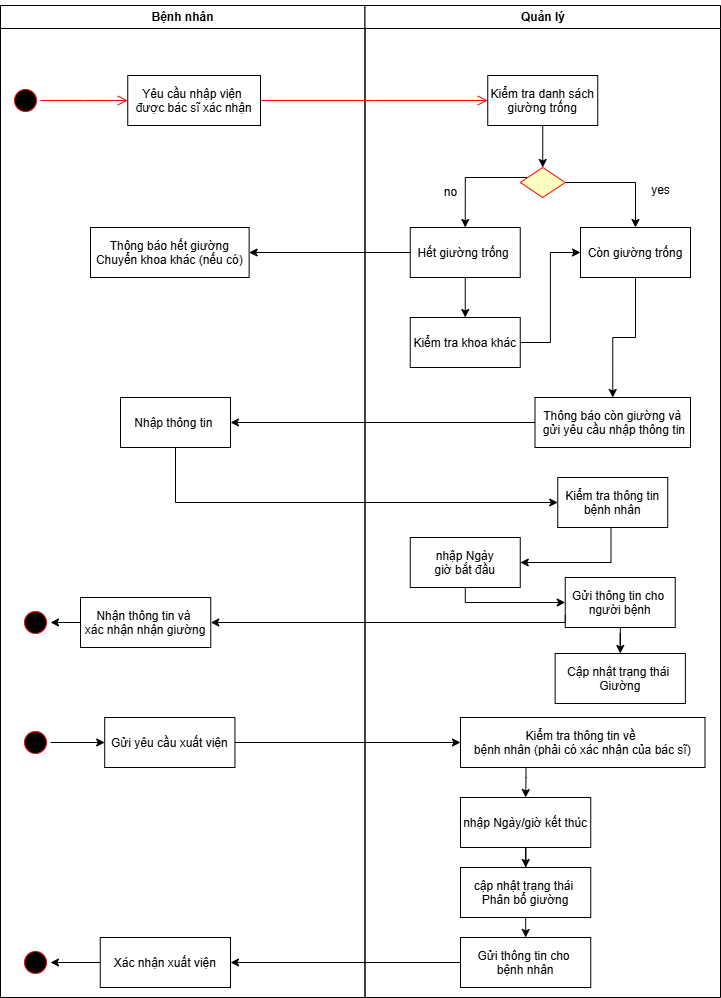 Bệnh nhân
Quản lý
Yêu cầu nhập viện
được bác sĩ xác nhận
Kiểm tra danh sách
giường trống
no
yes
Thông báo hết giường
Chuyển khoa khác (nếu có)
Hết giường trống
Còn giường trống
Kiểm tra khoa khác
Nhập thông tin
Thông báo còn giường và
gửi yêu cầu nhập thông tin
Kiểm tra thông tin
bệnh nhân
nhập Ngày
giờ bắt đầu
Gửi thông tin cho
người bệnh
Nhận thông tin và
xác nhận nhận giường
Cập nhật trạng thái
Giường
Gửi yêu cầu xuất viện
Kiểm tra thông tin về
bệnh nhân (phải có xác nhận của bác sĩ)
nhập Ngày/giờ kết thúc
cập nhật trạng thái
Phân bổ giường
Xác nhận xuất viện
Gửi thông tin cho
bệnh nhân